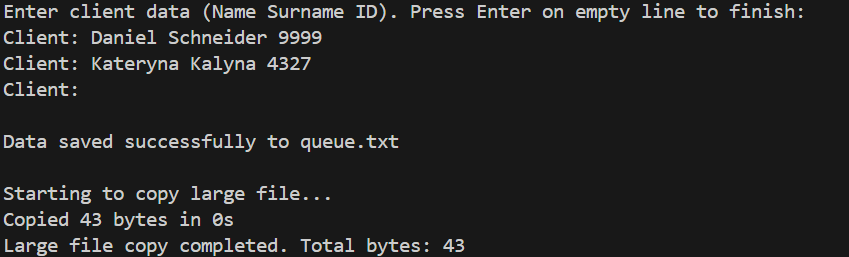 Enter client data (Name Surname ID). Press Enter on empty line to finish:
Client: Daniel Schneider 9999
Client: Kateryna Kalyna 4327
Client:
Data saved successfully to queue.txt
Starting to copy large file...
Copied 43 bytes in 0s
Large file copy completed. Total bytes: 43